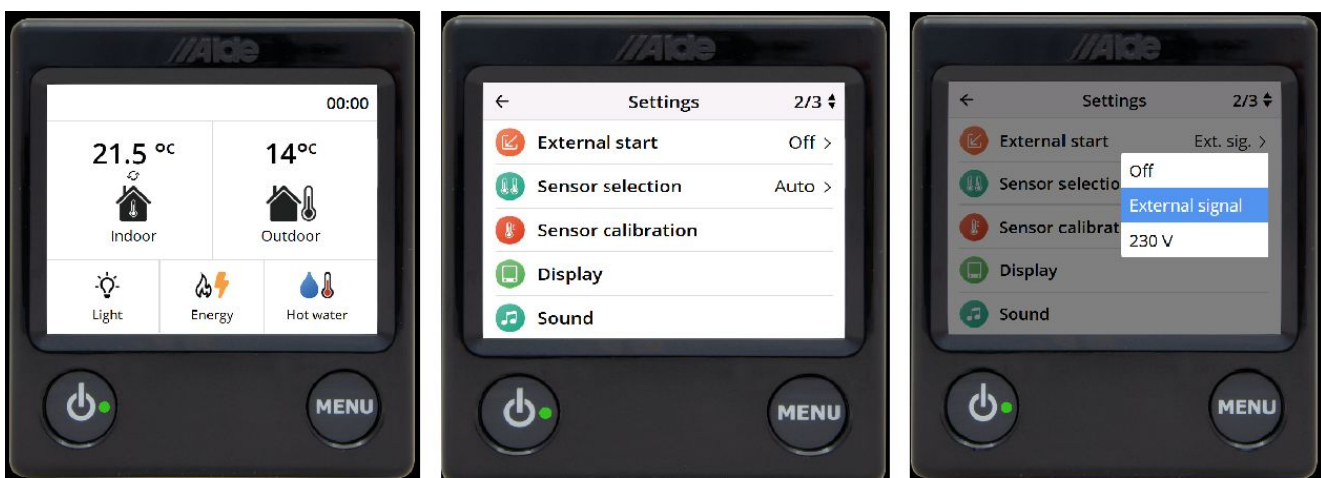 //Alde
00:00
21.5 °C
14°C
Indoor
Outdoor
Light
Energy
Hot water
MENU
//Alde
Settings
2/3
External start
Off >
Sensor selection
Auto >
Sensor calibration
Display
Sound
MENU
//Alde
Settings
2/3
External start
Ext. sig. >
Sensor selectio
Sensor calibrat
Display
Sound
Off
External signal
230 V
MENU